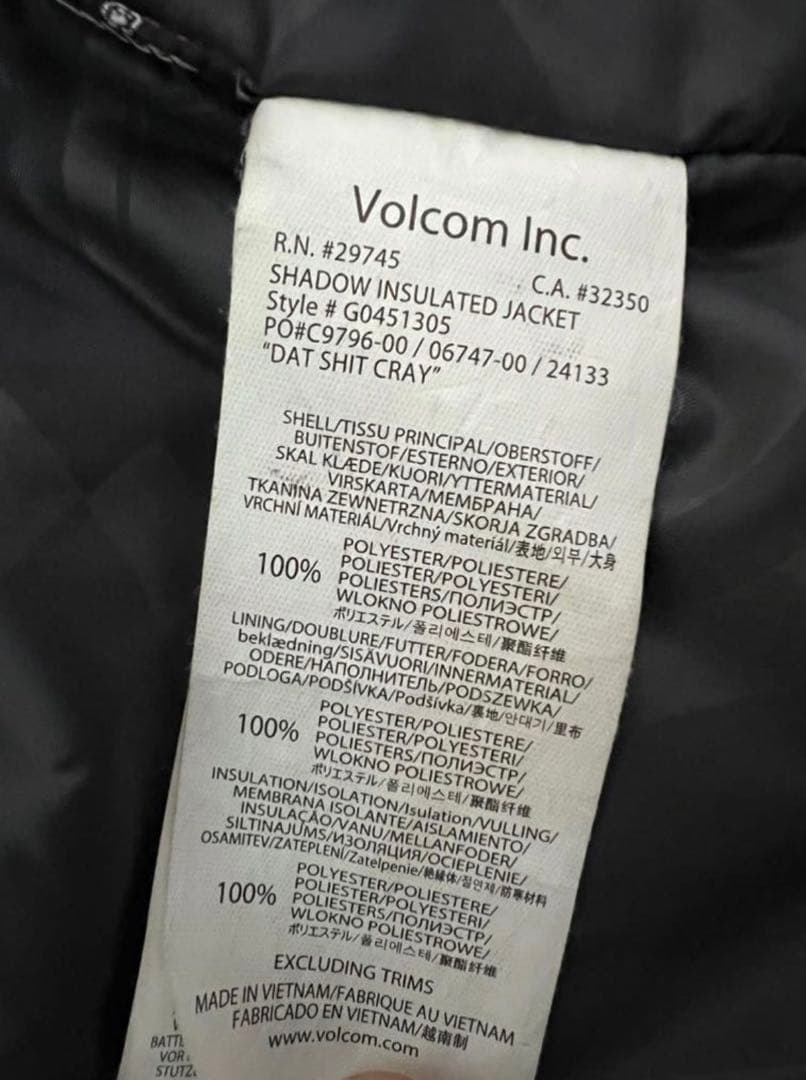 Volcom Inc.
R.N. #29745 C.A. #32350
SHADOW INSULATED JACKET
Style # G0451305
PO#C9796-00 / 06747-00 / 24133
“DAT SHIT CRAY”
SHELL/TISSU PRINCIPAL/OBERSTOFF/
BUITENSTOF/ESTERNO/EXTERIOR/
SKAL KLÆDE/KUORI/YTTERMATERIAL/
VIRSKARTA/МЕМБРАНА/
TKANINA ZEWNETRZNA/SKORJA ZGRADBA/
VRCHNÍ MATERIÁL/Vrchný materiál/表地/외부/大身
100% POLYESTER/POLIESTERE/
POLIESTER/POLYESTERI/
POLIESTERS/ПОЛИЭСТР/
WLOKNO POLIESTROWE/
ポリエステル/폴리에스테/聚酯纤维
LINING/DOUBLURE/FUTTER/FODERA/FORRO/
beklædning/SISÄVUORI/INNERMATERIAL/
ODERE/НАПОЛНИТЕЛЬ/PODSZEWKA/
PODLOGA/PODŠÍVKA/Podšívka/裏地/안대기/里布
100% POLYESTER/POLIESTERE/
POLIESTER/POLYESTERI/
POLIESTERS/ПОЛИЭСТР/
WLOKNO POLIESTROWE/
ポリエステル/폴리에스테/聚酯纤维
INSULATION/ISOLATION/Isulation/VULLING/
MEMBRANA ISOLANTE/AISLAMIENTO/
INSULAÇÃO/VANU/MELLANFODER/
SILTINAJUMS/ИЗОЛЯЦИЯ/OCIEPLENIE/
OSAMITEV/ZATEPLENÍ/Zatelpenie/絶縁体/절연재/防寒材料
100% POLYESTER/POLIESTERE/
POLIESTER/POLYESTERI/
POLIESTERS/ПОЛИЭСТР/
WLOKNO POLIESTROWE/
ポリエステル/폴리에스테/聚酯纤维
EXCLUDING TRIMS
MADE IN VIETNAM/FABRIQUE AU VIETNAM
FABRICADO EN VIETNAM/越南制
www.volcom.com
VOR
STUTZ